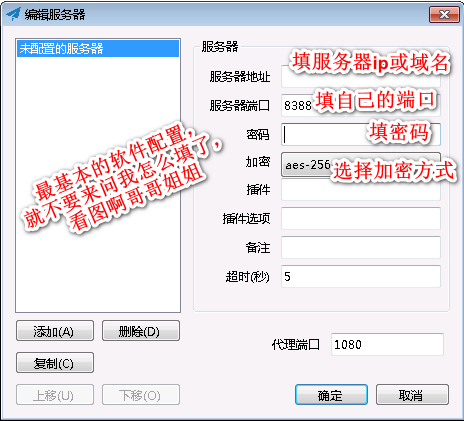 编辑服务器
未配置的服务器
服务器
服务器地址
填服务器ip或域名
服务器端口
8388
填自己的端口
密码
填密码
加密
aes-256
选择加密方式
插件
插件选项
备注
超时(秒)
5
最基本的软件配置，
就不要来问我怎么填了，
看图啊哥哥姐姐
添加(A)
删除(D)
复制(C)
上移(U)
下移(O)
代理端口
1080
确定
取消